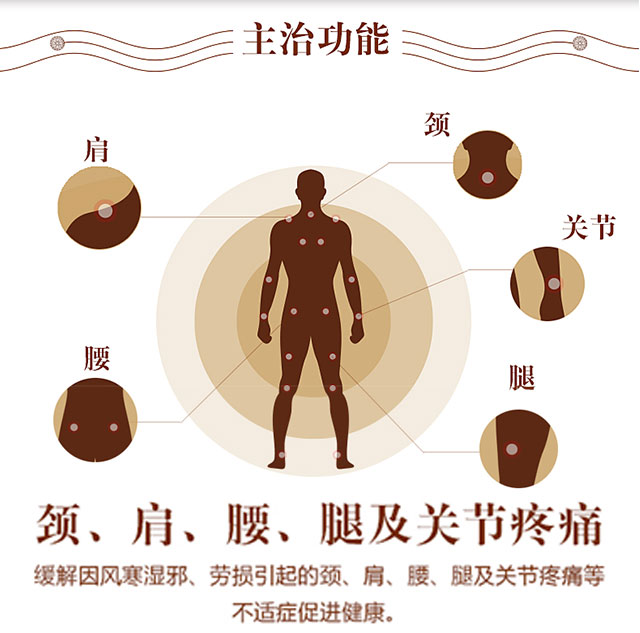 主治功能
颈
肩
关节
腰
腿
颈、肩、腰、腿及关节疼痛
缓解因风寒湿邪、劳损引起的颈、肩、腰、腿及关节疼痛等
不适症促进健康。